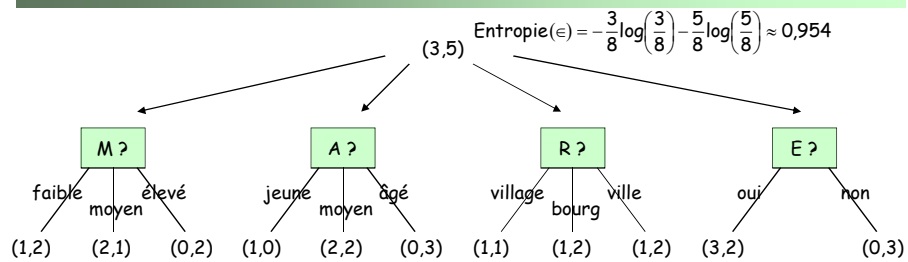 Entropie(∈) = −3/8 log(3/8) − 5/8 log(5/8) ≈ 0,954
(3,5)
M ? A ? R ? E ?
faible moyen élevé jeune moyen âgé village bourg ville oui non
(1,2) (2,1) (0,2) (1,0) (2,2) (0,3) (1,1) (1,2) (1,2) (3,2) (0,3)